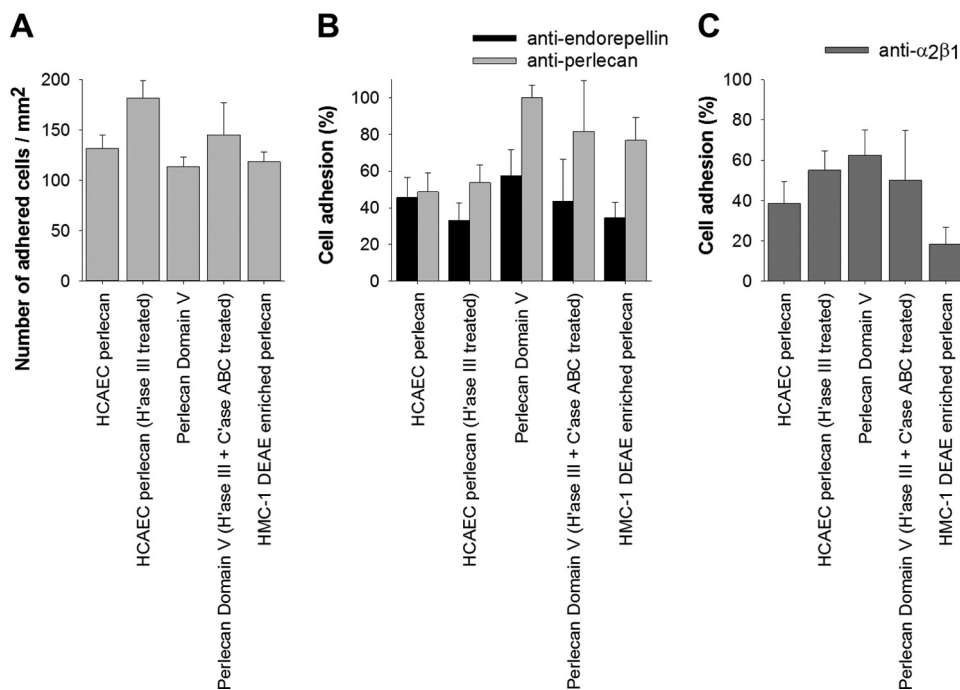 A
Number of adhered cells / mm2
200
150
100
50
0
HCAEC perlecan
HCAEC perlecan (H'ase III treated)
Perlecan Domain V
Perlecan Domain V (H'ase III + C'ase ABC treated)
HMC-1 DEAE enriched perlecan
B
anti-endorepellin
anti-perlecan
Cell adhesion (%)
100
80
60
40
20
0
HCAEC perlecan
HCAEC perlecan (H'ase III treated)
Perlecan Domain V
Perlecan Domain V (H'ase III + C'ase ABC treated)
HMC-1 DEAE enriched perlecan
C
anti-α2β1
Cell adhesion (%)
100
80
60
40
20
0
HCAEC perlecan
HCAEC perlecan (H'ase III treated)
Perlecan Domain V
Perlecan Domain V (H'ase III + C'ase ABC treated)
HMC-1 DEAE enriched perlecan